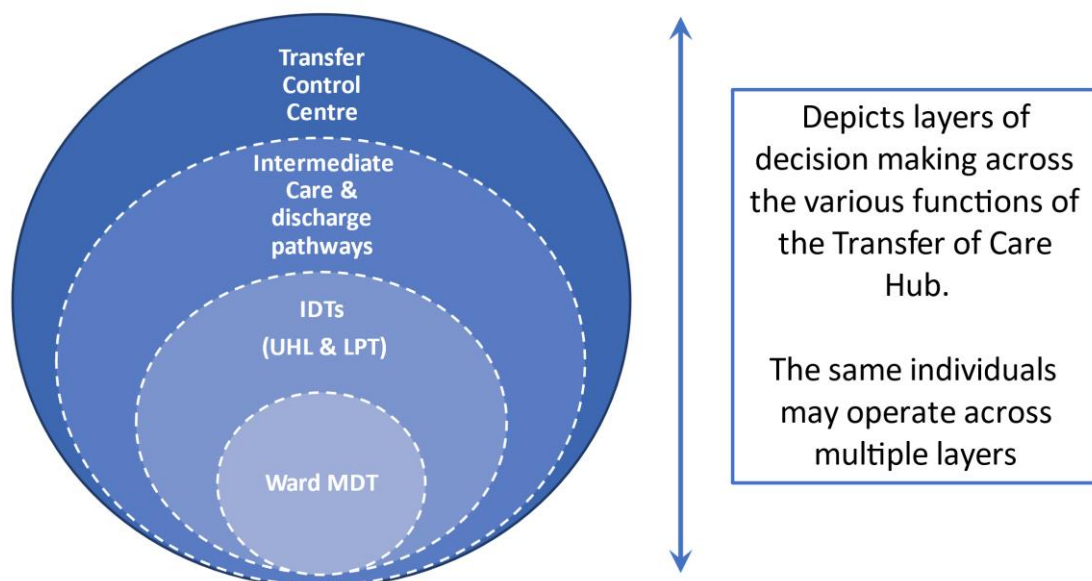 Transfer
Control
Centre
Intermediate
Care &
discharge
pathways
IDTs
(UHL & LPT)
Ward MDT
Depicts layers of
decision making across
the various functions of
the Transfer of Care
Hub.
The same individuals
may operate across
multiple layers